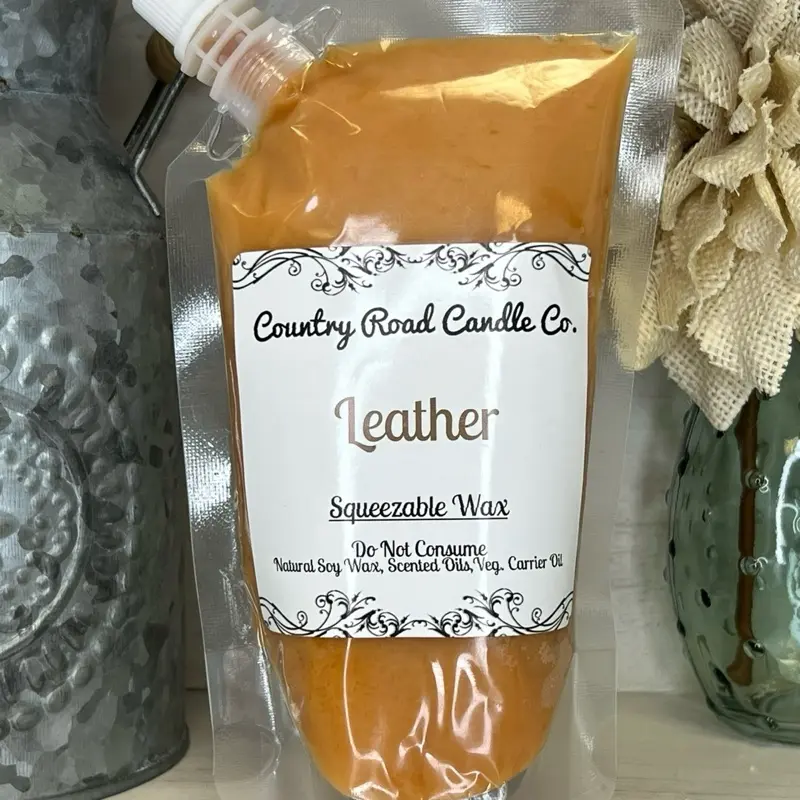 Country Road Candle Co.
Leather
Squeezable Wax
Do Not Consume
Natural Soy Wax, Scented Oils,Veg. Carrier Oil